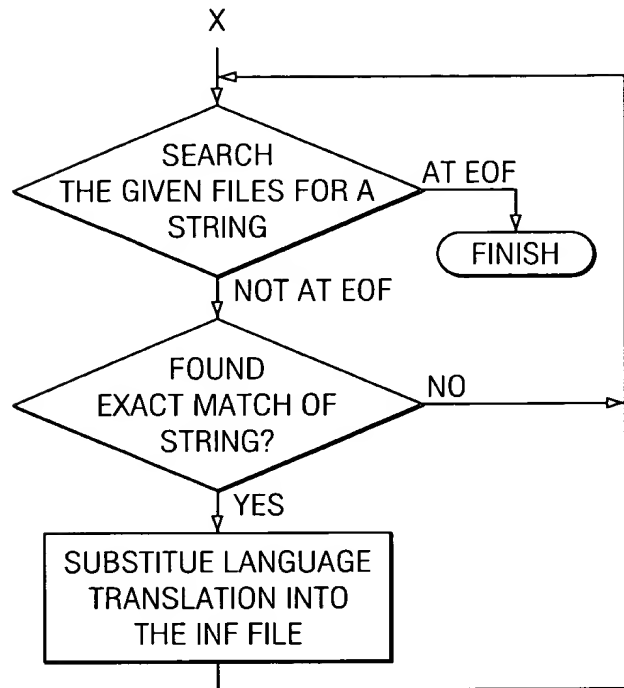 X
SEARCH
THE GIVEN FILES FOR A
STRING
AT EOF
FINISH
NOT AT EOF
FOUND
EXACT MATCH OF
STRING?
NO
YES
SUBSTITUE LANGUAGE
TRANSLATION INTO
THE INF FILE